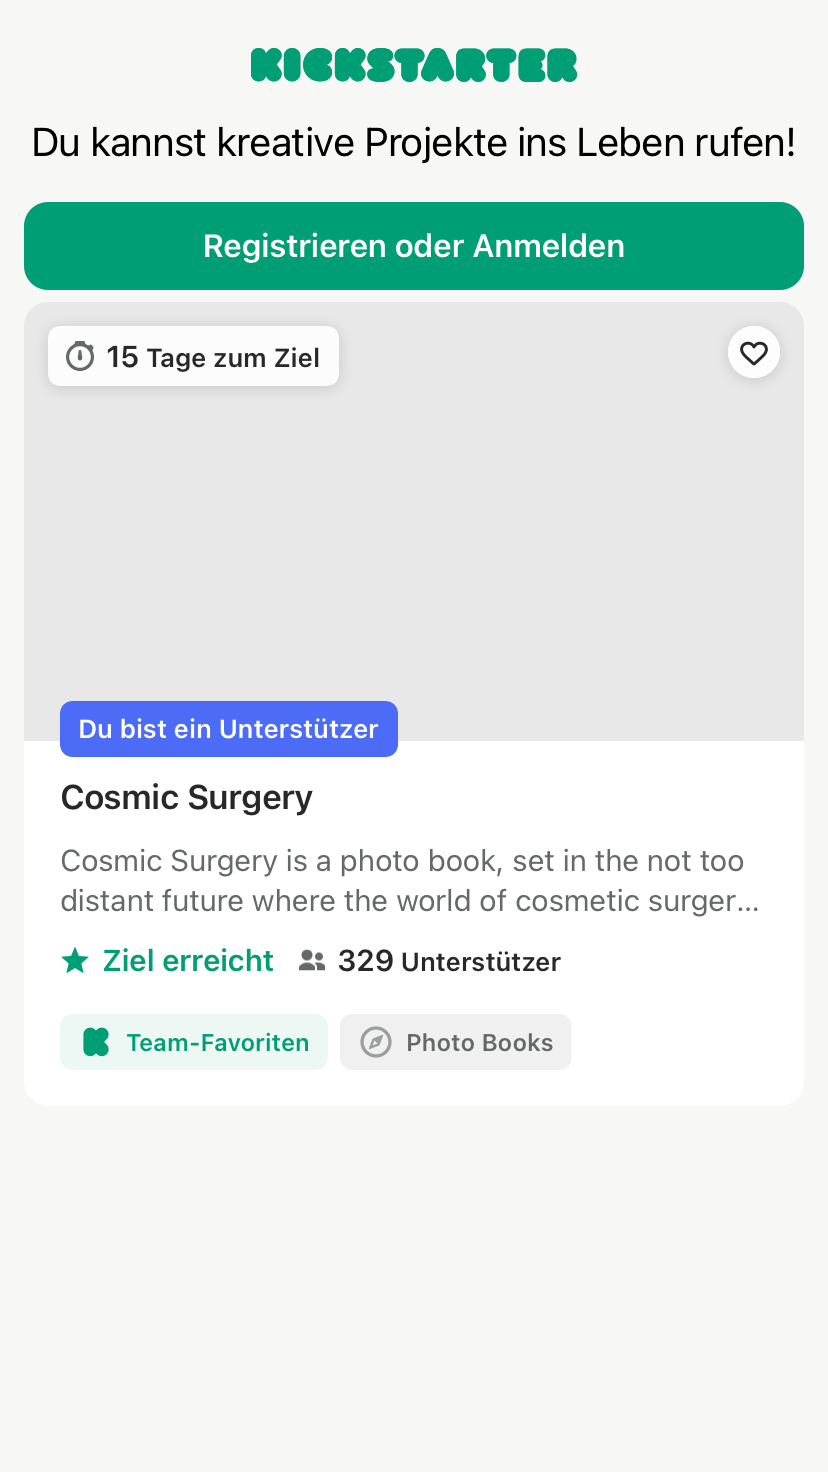 KICKSTARTER
Du kannst kreative Projekte ins Leben rufen!
Registrieren oder Anmelden
15 Tage zum Ziel
Du bist ein Unterstützer
Cosmic Surgery
Cosmic Surgery is a photo book, set in the not too
distant future where the world of cosmetic surger...
Ziel erreicht 329 Unterstützer
Team-Favoriten Photo Books